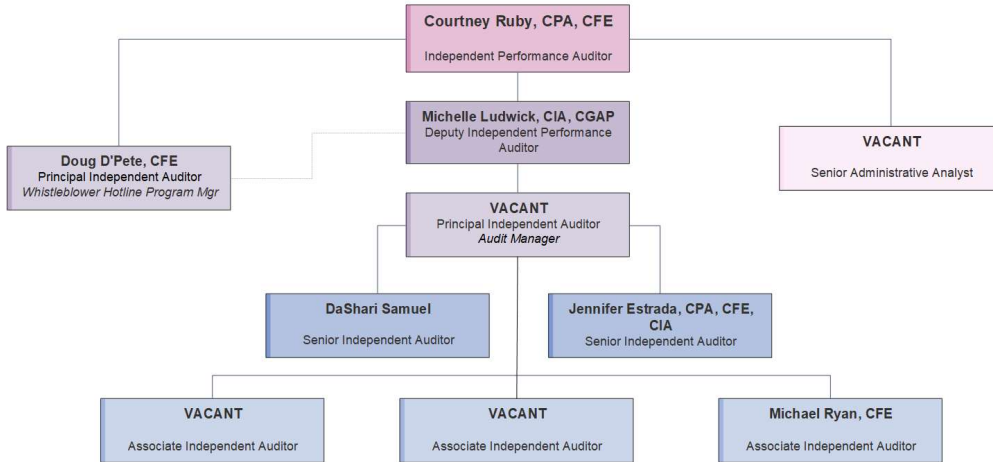 Courtney Ruby, CPA, CFE
Independent Performance Auditor
Michelle Ludwick, CIA, CGAP
Deputy Independent Performance
Auditor
Doug D'Pete, CFE
Principal Independent Auditor
Whistleblower Hotline Program Mgr
VACANT
Senior Administrative Analyst
VACANT
Principal Independent Auditor
Audit Manager
DaShari Samuel
Senior Independent Auditor
Jennifer Estrada, CPA, CFE,
CIA
Senior Independent Auditor
VACANT
Associate Independent Auditor
VACANT
Associate Independent Auditor
Michael Ryan, CFE
Associate Independent Auditor